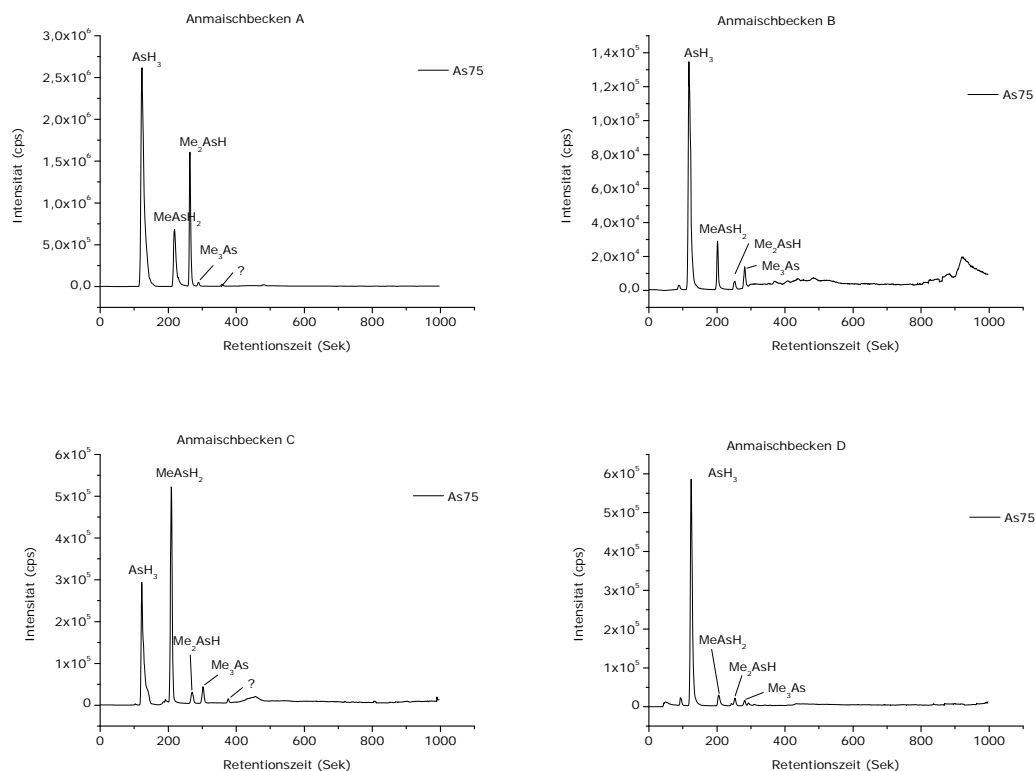 Anmaischbecken A
3,0x10⁶
2,5x10⁶
2,0x10⁶
1,5x10⁶
1,0x10⁶
5,0x10⁵
0,0
Intensität (cps)
AsH₃
MeAsH₂
Me₂AsH
Me₃As
?
As75
0 200 400 600 800 1000
Retentionszeit (Sek)
Anmaischbecken B
1,4x10⁵
1,2x10⁵
1,0x10⁵
8,0x10⁴
6,0x10⁴
4,0x10⁴
2,0x10⁴
0,0
Intensität (cps)
AsH₃
MeAsH₂
Me₂AsH
Me₃As
As75
0 200 400 600 800 1000
Retentionszeit (Sek)
Anmaischbecken C
6x10⁵
5x10⁵
4x10⁵
3x10⁵
2x10⁵
1x10⁵
0
Intensität (cps)
MeAsH₂
AsH₃
Me₂AsH
Me₃As
?
As75
0 200 400 600 800 1000
Retentionszeit (Sek)
Anmaischbecken D
6x10⁵
5x10⁵
4x10⁵
3x10⁵
2x10⁵
1x10⁵
0
Intensität (cps)
AsH₃
MeAsH₂
Me₂AsH
Me₃As
As75
0 200 400 600 800 1000
Retentionszeit (Sek)